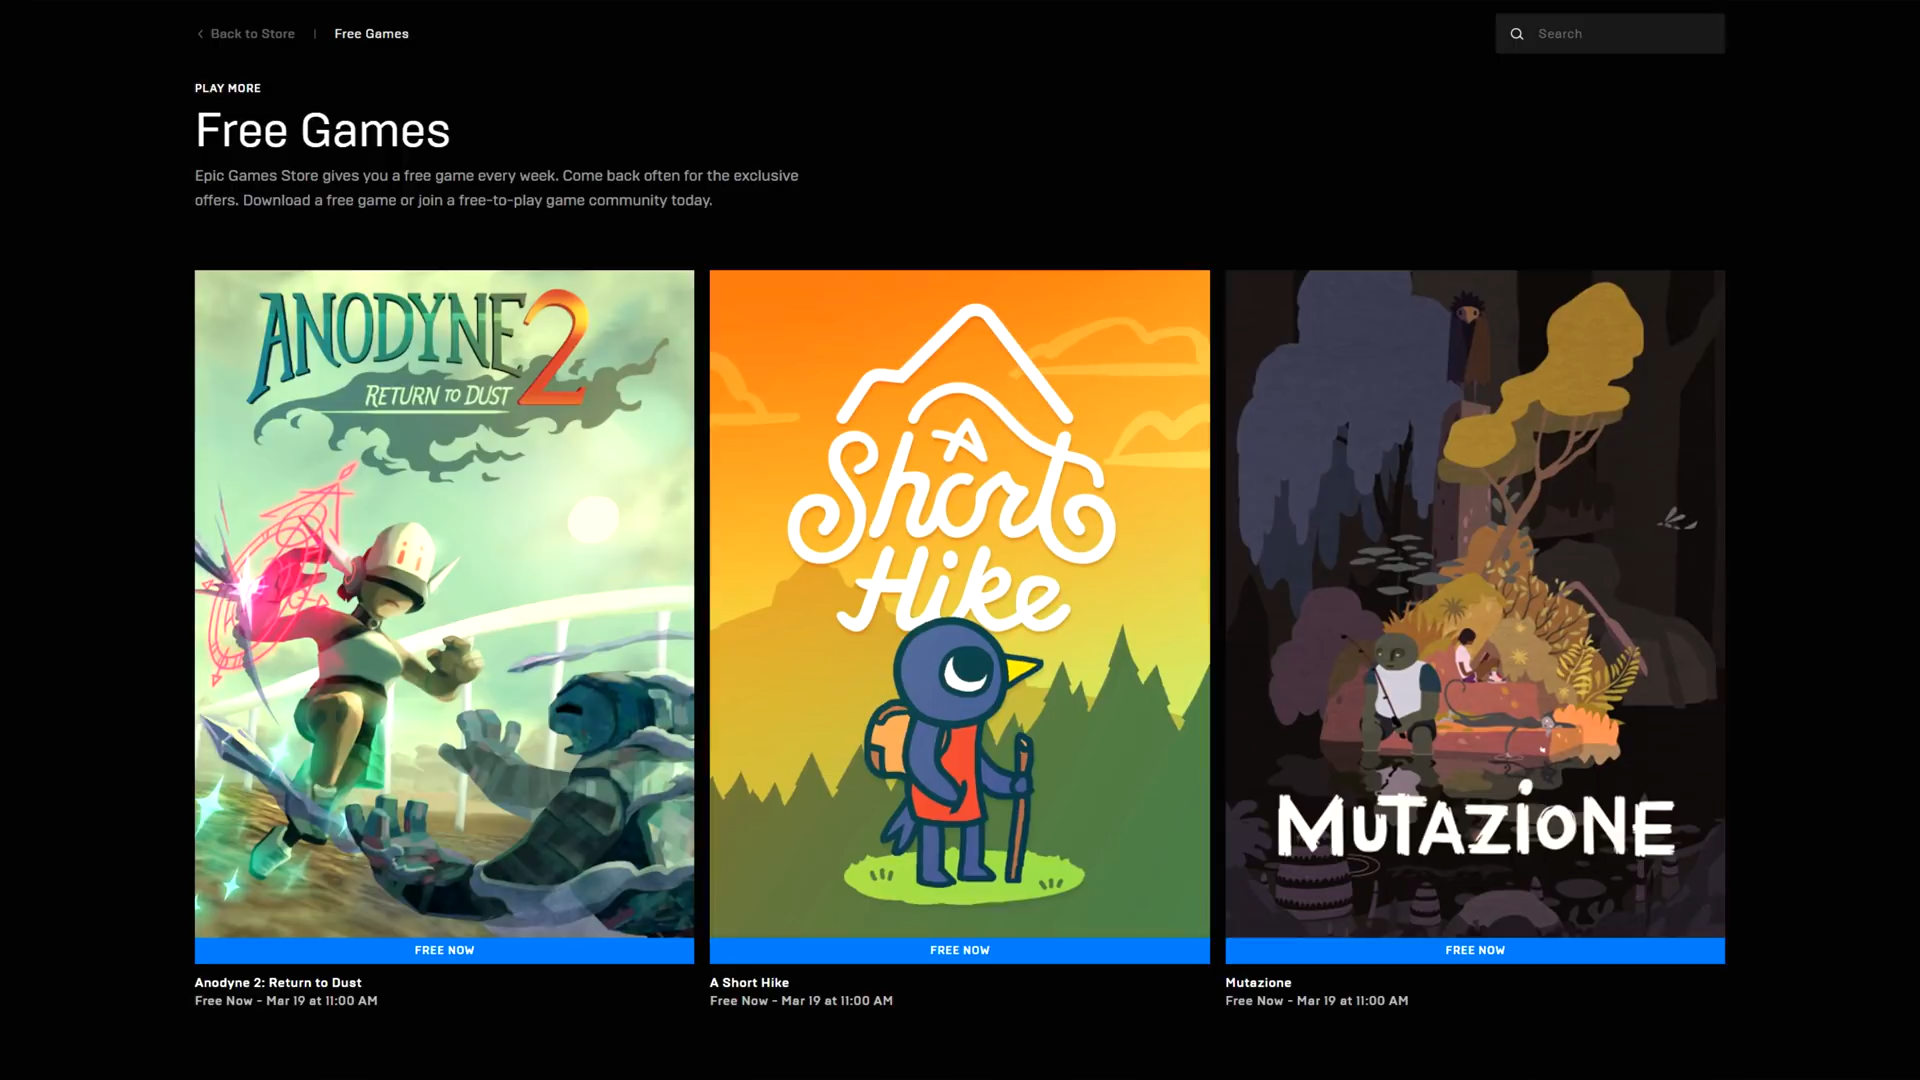 Back to Store | Free Games
Search
PLAY MORE
Free Games
Epic Games Store gives you a free game every week. Come back often for the exclusive
offers. Download a free game or join a free-to-play game community today.
ANODYNE 2
RETURN TO DUST
A
Short
Hike
MUTAZIONE
FREE NOW
FREE NOW
FREE NOW
Anodyne 2: Return to Dust
Free Now - Mar 19 at 11:00 AM
A Short Hike
Free Now - Mar 19 at 11:00 AM
Mutazione
Free Now - Mar 19 at 11:00 AM